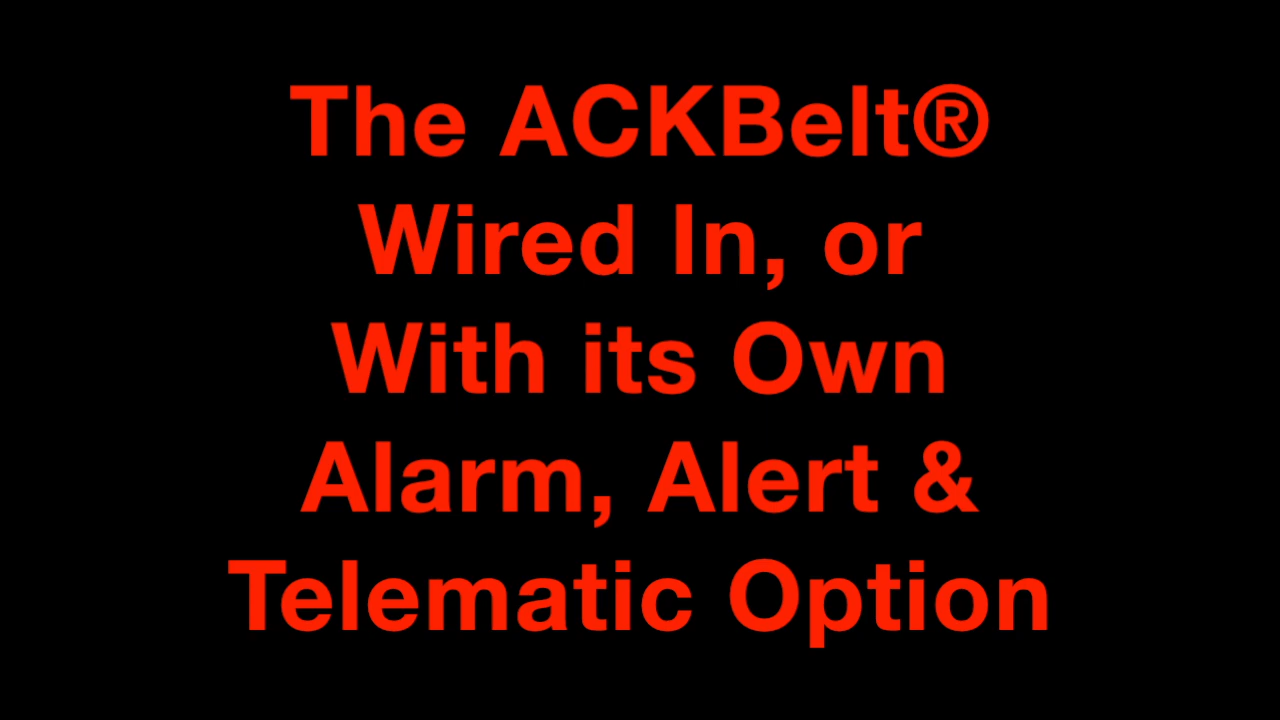 The ACKBelt®
Wired In, or
With its Own
Alarm, Alert &
Telematic Option